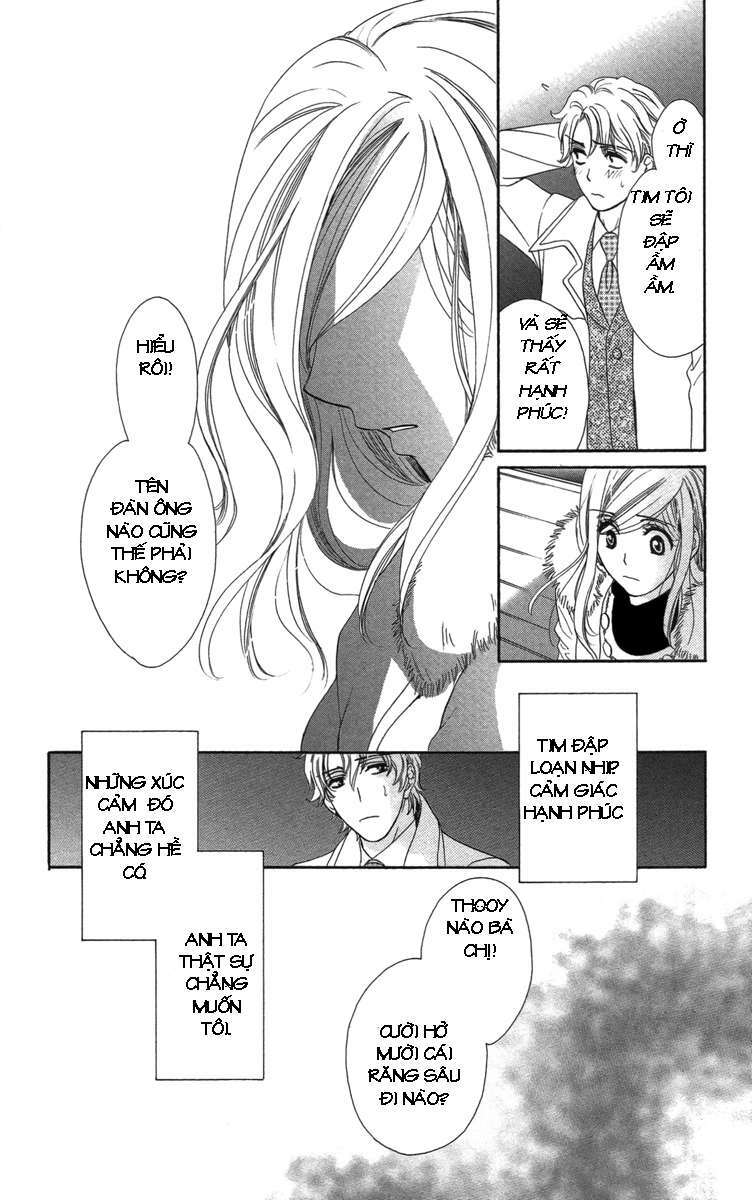 Ở
THÌ
TIM TÔI
SẼ
ĐẬP
ẦM
ẦM.
VÀ SẼ
THẤY
RẤT
HẠNH
PHÚC!
HIỂU
RÔI!
TÊN
ĐÀN ÔNG
NÀO CŨNG
THẾ PHẢI
KHÔNG?
TIM ĐẬP
LOẠN NHỊP.
CẢM GIÁC
HẠNH PHÚC
NHỮNG XÚC
CẢM ĐÓ
ANH TA
CHẲNG HỀ
CÓ.
ANH TA
THẬT SỰ
CHẲNG
MUỐN
TÔI.
THOOY
NÀO BÀ
CHỊ!
CƯỜI HỞ
MƯỜI CÁI
RĂNG SÂU
ĐI NÀO?